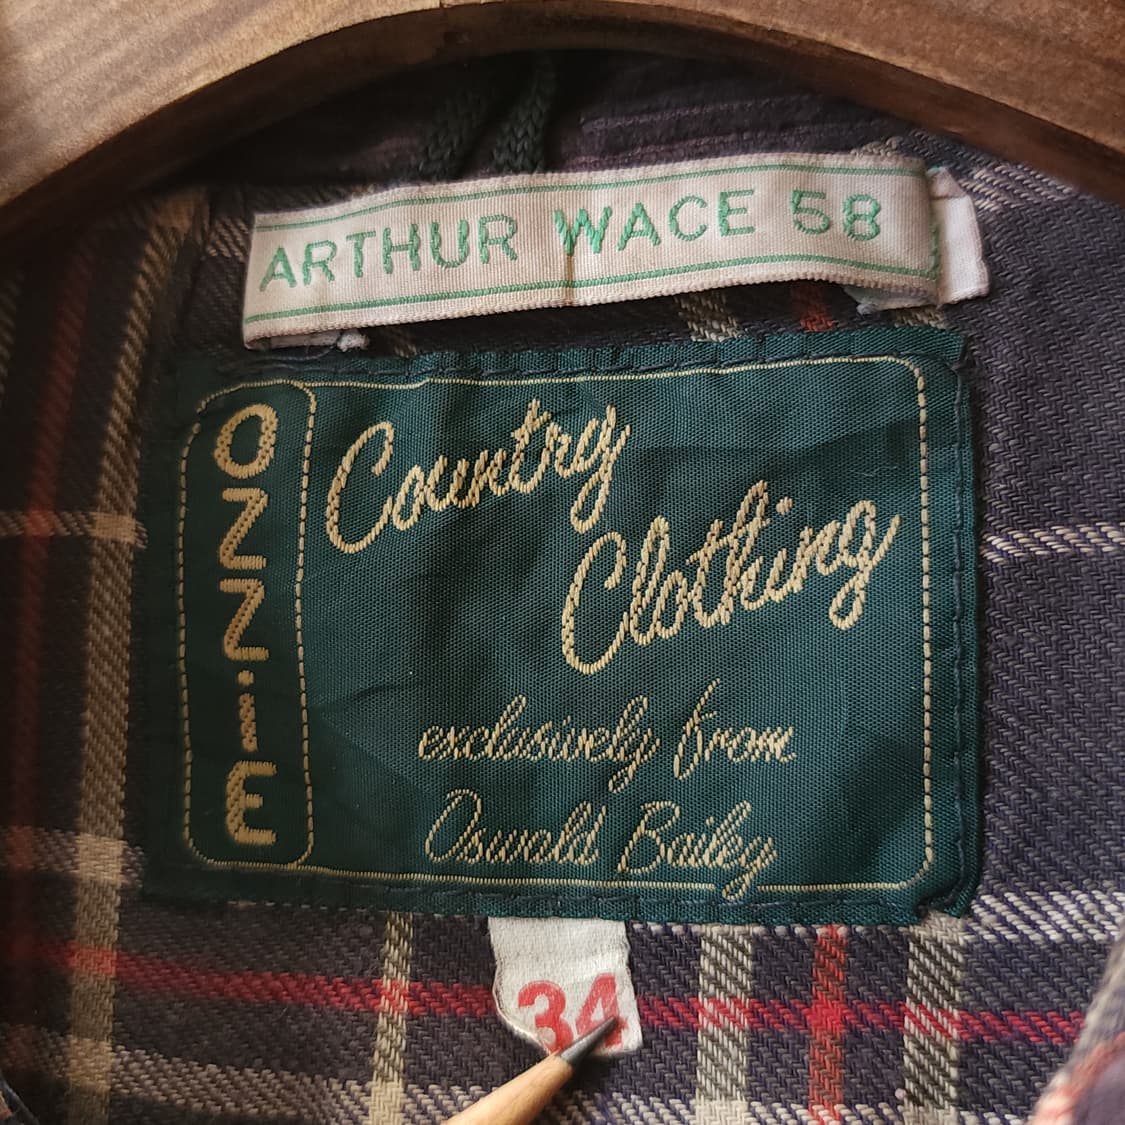 ARTHUR WACE 58
OZZiE
Country
Clothing
exclusively from
Oswald Bailey
34